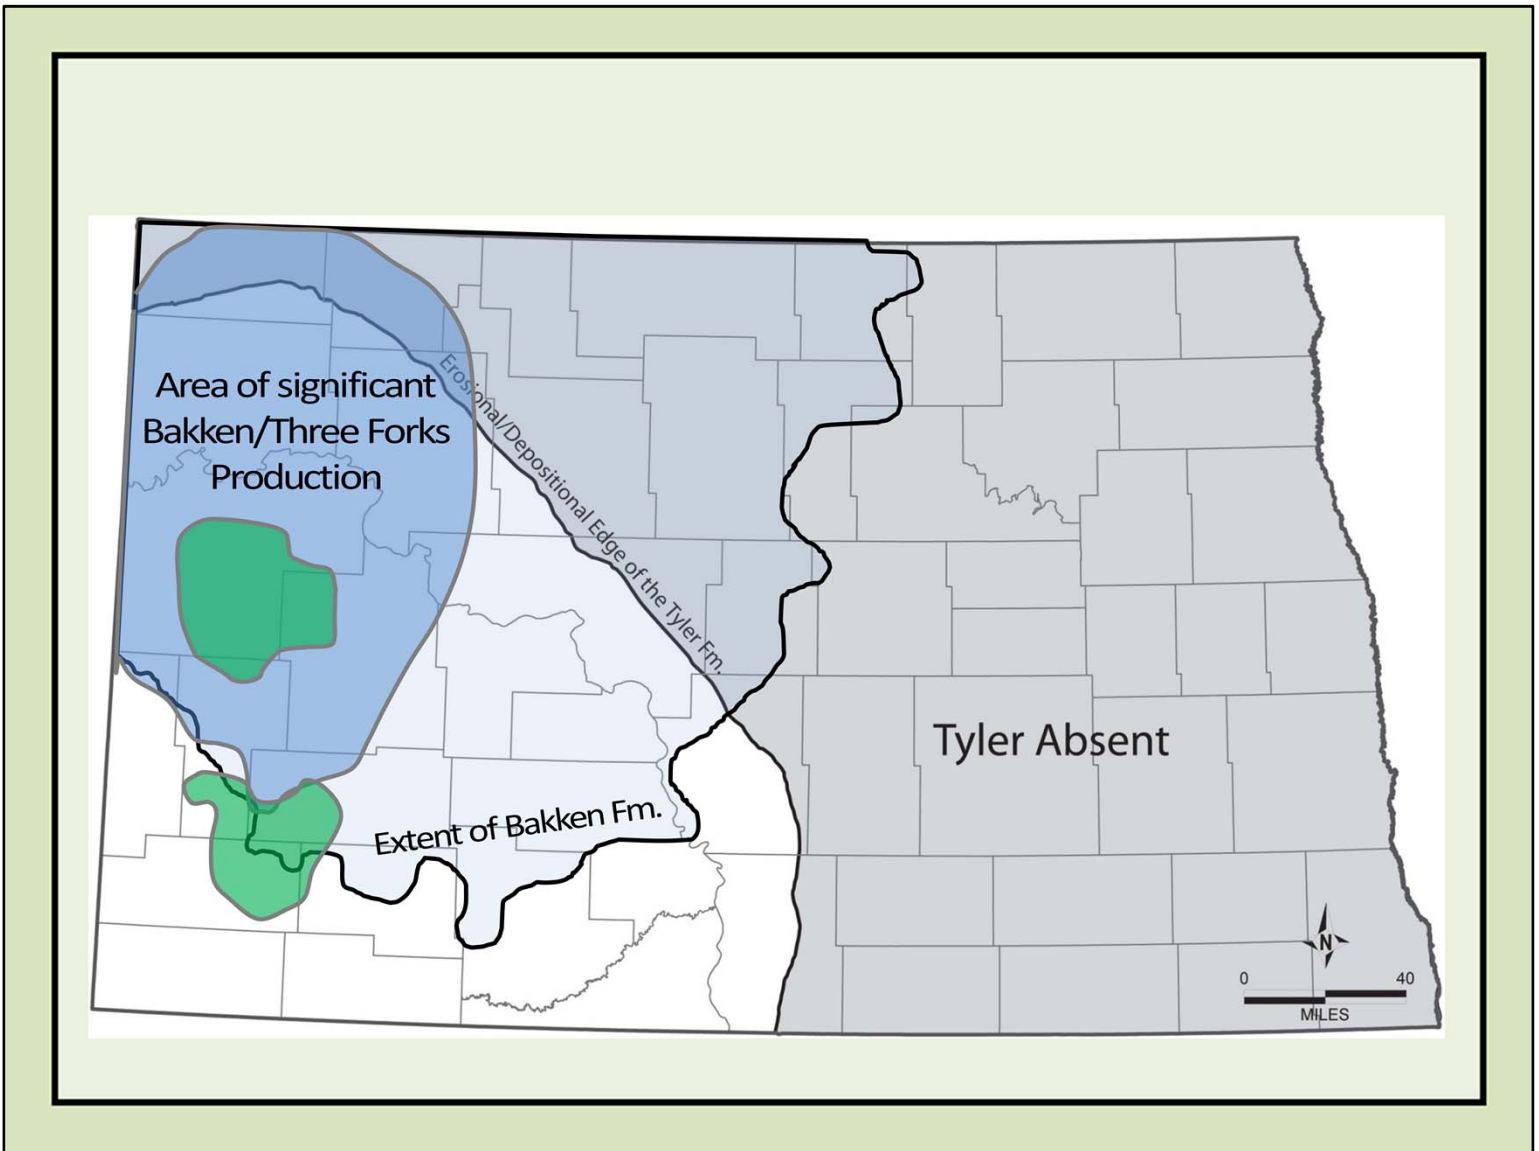 Area of significant
Bakken/Three Forks
Production
Erosional/Depositional Edge of the Tyler Fm.
Tyler Absent
Extent of Bakken Fm.
N
0 40
MILES